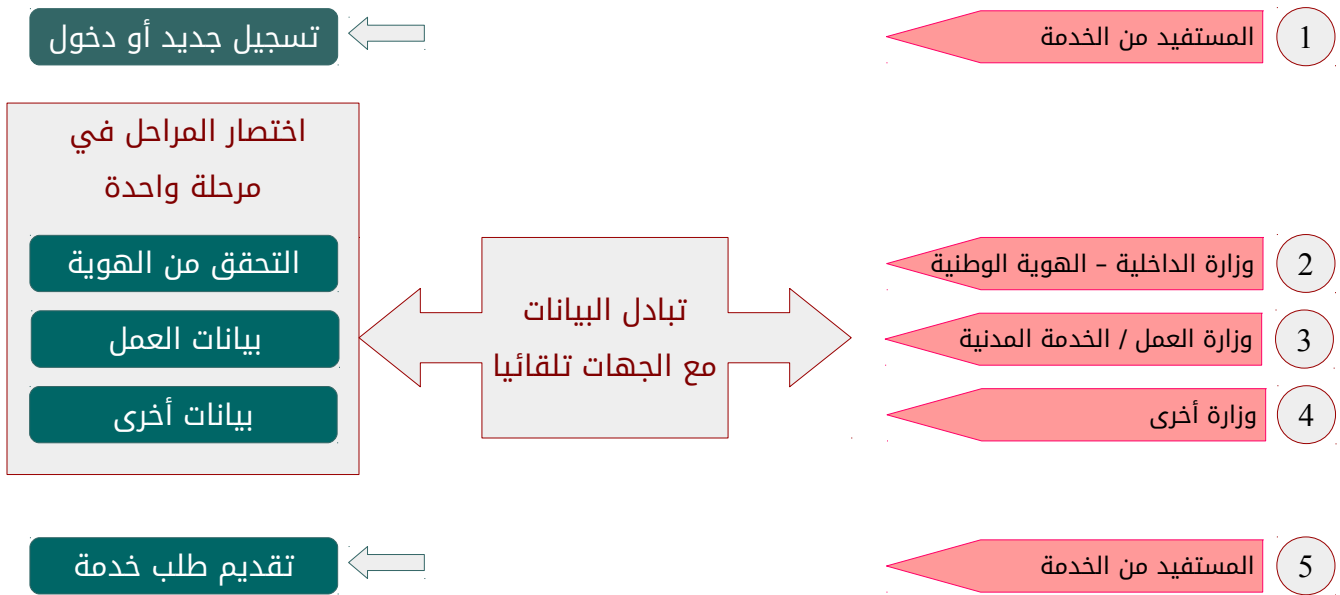 1
المستفيد من الخدمة
تسجيل جديد أو دخول
اختصار المراحل في
مرحلة واحدة
2
وزارة الداخلية – الهوية الوطنية
التحقق من الهوية
تبادل البيانات
مع الجهات تلقائيا
3
وزارة العمل / الخدمة المدنية
بيانات العمل
4
وزارة أخرى
بيانات أخرى
5
المستفيد من الخدمة
تقديم طلب خدمة